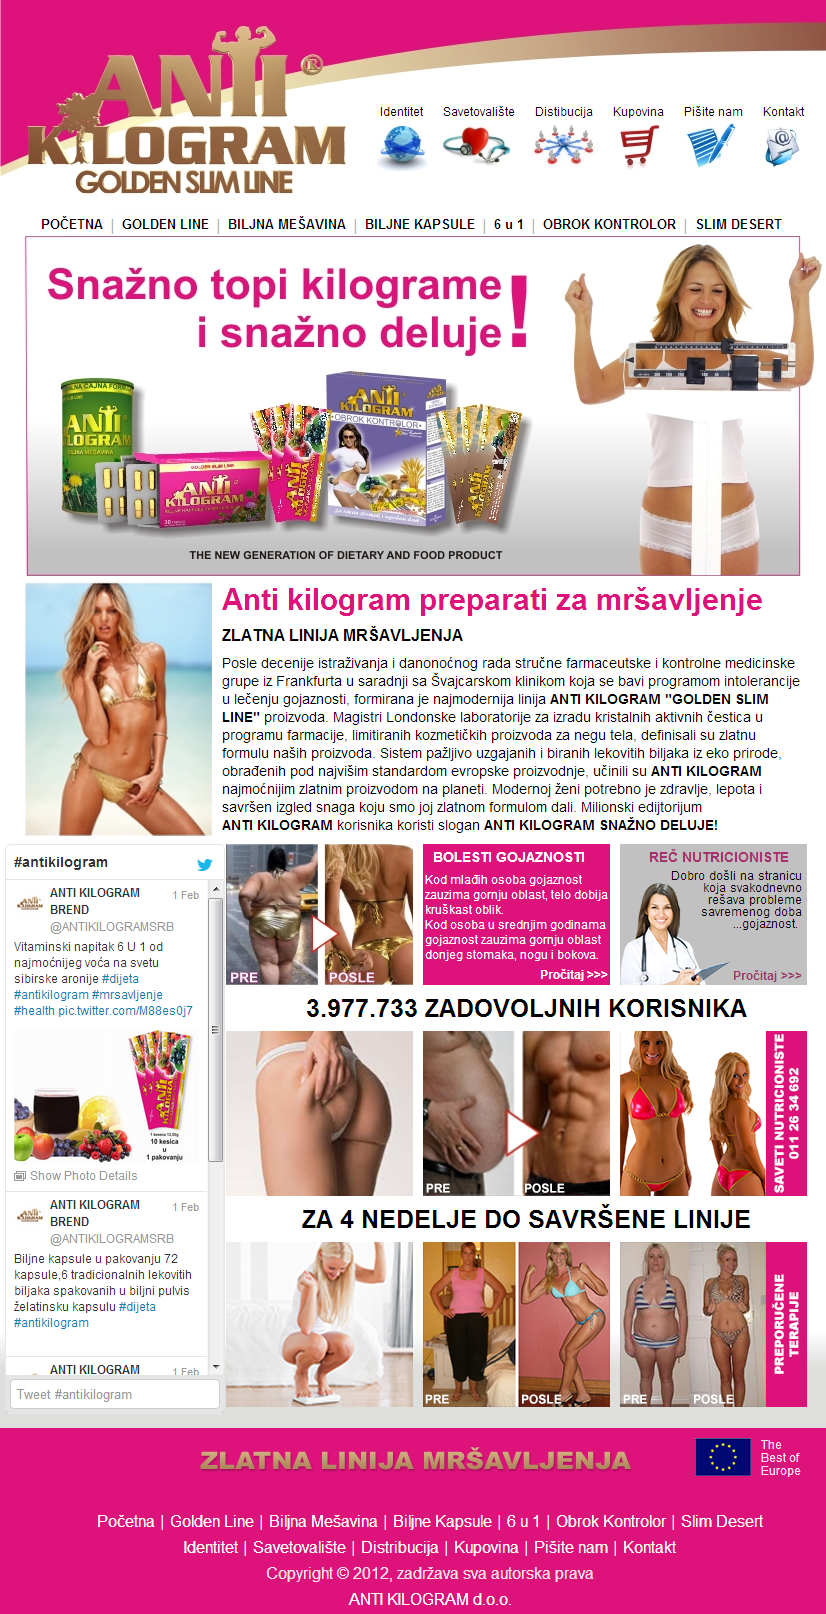 ANTI ®
KILOGRAM
GOLDEN SLIM LINE
Identitet Savetovalište Distibucija Kupovina Pišite nam Kontakt
POČETNA | GOLDEN LINE | BILJNA MEŠAVINA | BILJNE KAPSULE | 6 u 1 | OBROK KONTROLOR | SLIM DESERT
Snažno topi kilograme
i snažno deluje!
ANTI
KILOGRAM
BILJNA MEŠAVINA
GOLDEN SLIM LINE
ANTI
KILOGRAM
ANTI
KILOGRAM
OBROK KONTROLOR
THE NEW GENERATION OF DIETARY AND FOOD PRODUCT
Anti kilogram preparati za mršavljenje
ZLATNA LINIJA MRŠAVLJENJA
Posle decenije istraživanja i danonoćnog rada stručne farmaceutske i kontrolne medicinske
grupe iz Frankfurta u saradnji sa Švajcarskom klinikom koja se bavi programom intolerancije
u lečenju gojaznosti, formirana je najmodernija linija ANTI KILOGRAM "GOLDEN SLIM
LINE" proizvoda. Magistri Londonske laboratorije za izradu kristalnih aktivnih čestica u
programu farmacije, limitiranih kozmetičkih proizvoda za negu tela, definisali su zlatnu
formulu naših proizvoda. Sistem pažljivo uzgajanih i biranih lekovitih biljaka iz eko prirode,
obrađenih pod najvišim standardom evropske proizvodnje, učinili su ANTI KILOGRAM
najmoćnijim zlatnim proizvodom na planeti. Modernoj ženi potrebno je zdravlje, lepota i
savršen izgled snaga koju smo joj zlatnom formulom dali. Milionski edijtorijum
ANTI KILOGRAM korisnika koristi slogan ANTI KILOGRAM SNAŽNO DELUJE!
#antikilogram
ANTI KILOGRAM 1 Feb
BREND
@ANTIKILOGRAMSRB
Vitaminski napitak 6 U 1 od
najmoćnijeg voća na svetu
sibirske aronije #dijeta
#antikilogram #mrsavljenje
#health pic.twitter.com/M88es0j7
1 kesica 12,00g
10 kesica
u
1 pakovanju
Show Photo Details
ANTI KILOGRAM 1 Feb
BREND
@ANTIKILOGRAMSRB
Biljne kapsule u pakovanju 72
kapsule,6 tradicionalnih lekovitih
biljaka spakovanih u biljni pulvis
želatinsku kapsulu #dijeta
#antikilogram
ANTI KILOGRAM 1 Feb
Tweet #antikilogram
PRE POSLE
BOLESTI GOJAZNOSTI
Kod mlađih osoba gojaznost
zauzima gornju oblast, telo dobija
kruškast oblik.
Kod osoba u srednjim godinama
gojaznost zauzima gornju oblast
donjeg stomaka, nogu i bokova.
Pročitaj >>>
REČ NUTRICIONISTE
Dobro došli na stranicu
koja svakodnevno
rešava probleme
savremenog doba
...gojaznost.
Pročitaj >>>
3.977.733 ZADOVOLJNIH KORISNIKA
PRE POSLE
SAVETI NUTRICIONISTE
011 26 34 692
ZA 4 NEDELJE DO SAVRŠENE LINIJE
PRE POSLE
PRE POSLE
PREPORUČENE
TERAPIJE
ZLATNA LINIJA MRŠAVLJENJA
The
Best of
Europe
Početna | Golden Line | Biljna Mešavina | Biljne Kapsule | 6 u 1 | Obrok Kontrolor | Slim Desert
Identitet | Savetovalište | Distribucija | Kupovina | Pišite nam | Kontakt
Copyright © 2012, zadržava sva autorska prava
ANTI KILOGRAM d.o.o.